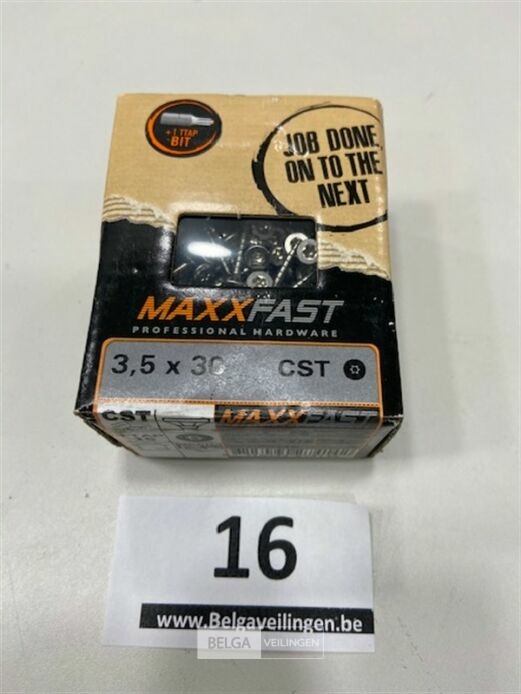 +1 TTAP
BIT
JOB DONE,
ON TO THE
NEXT
MAXXFAST
PROFESSIONAL HARDWARE
3,5 x 30 CST
CST MAXXFAST
16
www.Belgaveilingen.be
BELGA VEILINGEN